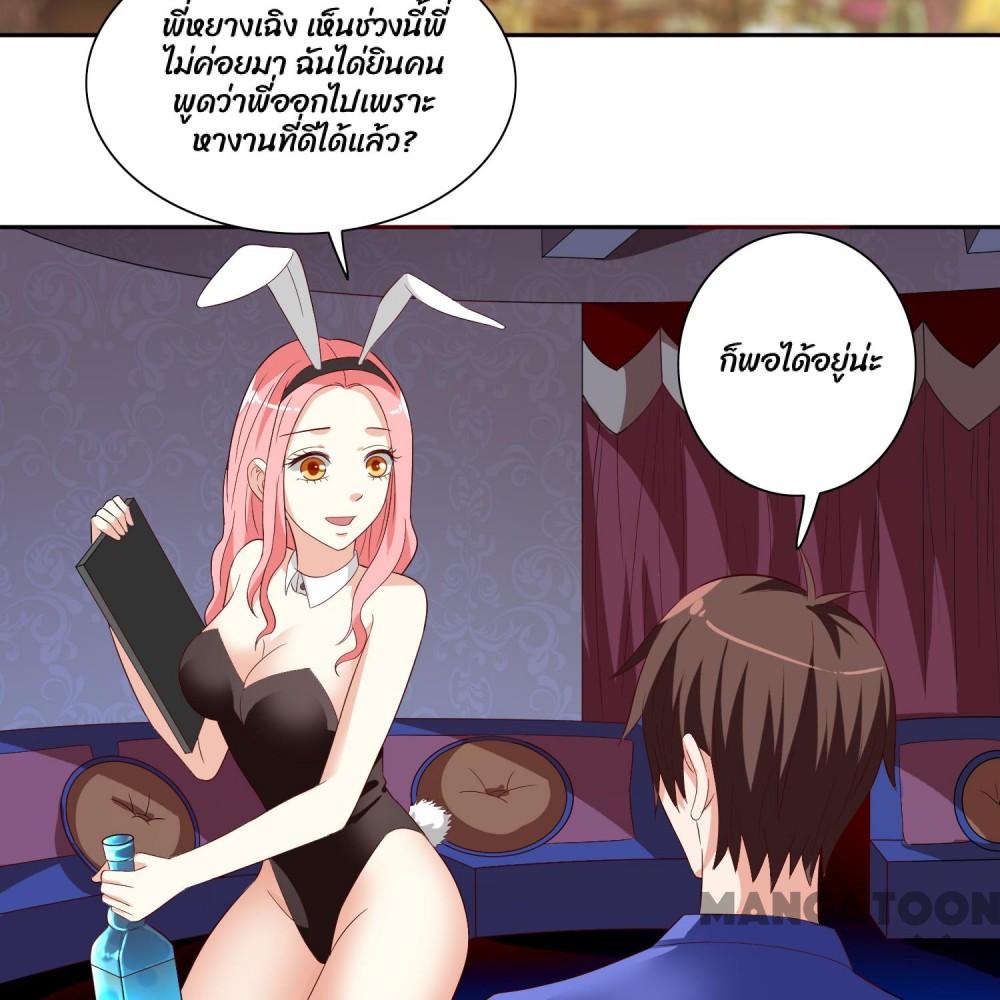 พี่หยางเฉิง เห็นช่วงนี้พี่
ไม่ค่อยมา ฉันได่ยินคน
พูดว่าพี่ออกไปเพราะ
หางานที่ดีได้แล้ว?
ก็พอได้อยู่น่ะ
MANGATOON